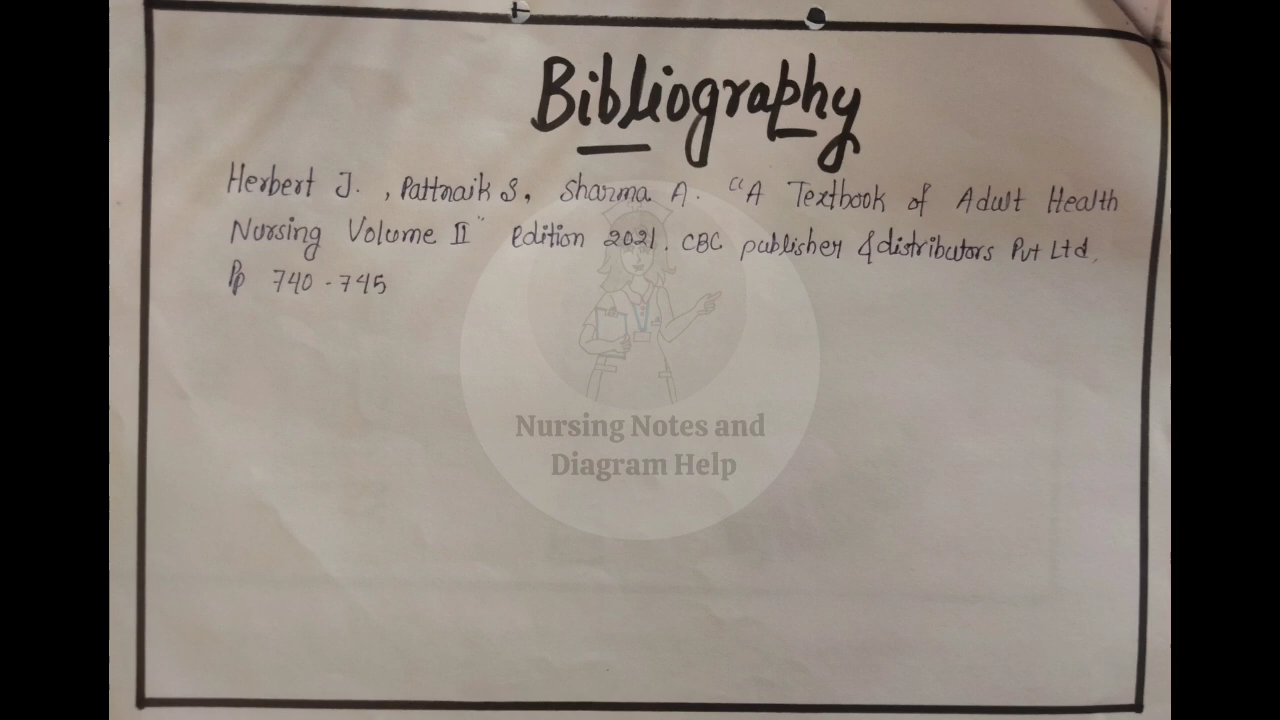 Bibliography
Herbert J. , Pattnaik S, Sharma A. "A Textbook of Adult Health
Nursing Volume II" Edition 2021. CBC publisher & distributors Pvt Ltd.
Pp 740 - 745
Nursing Notes and
Diagram Help